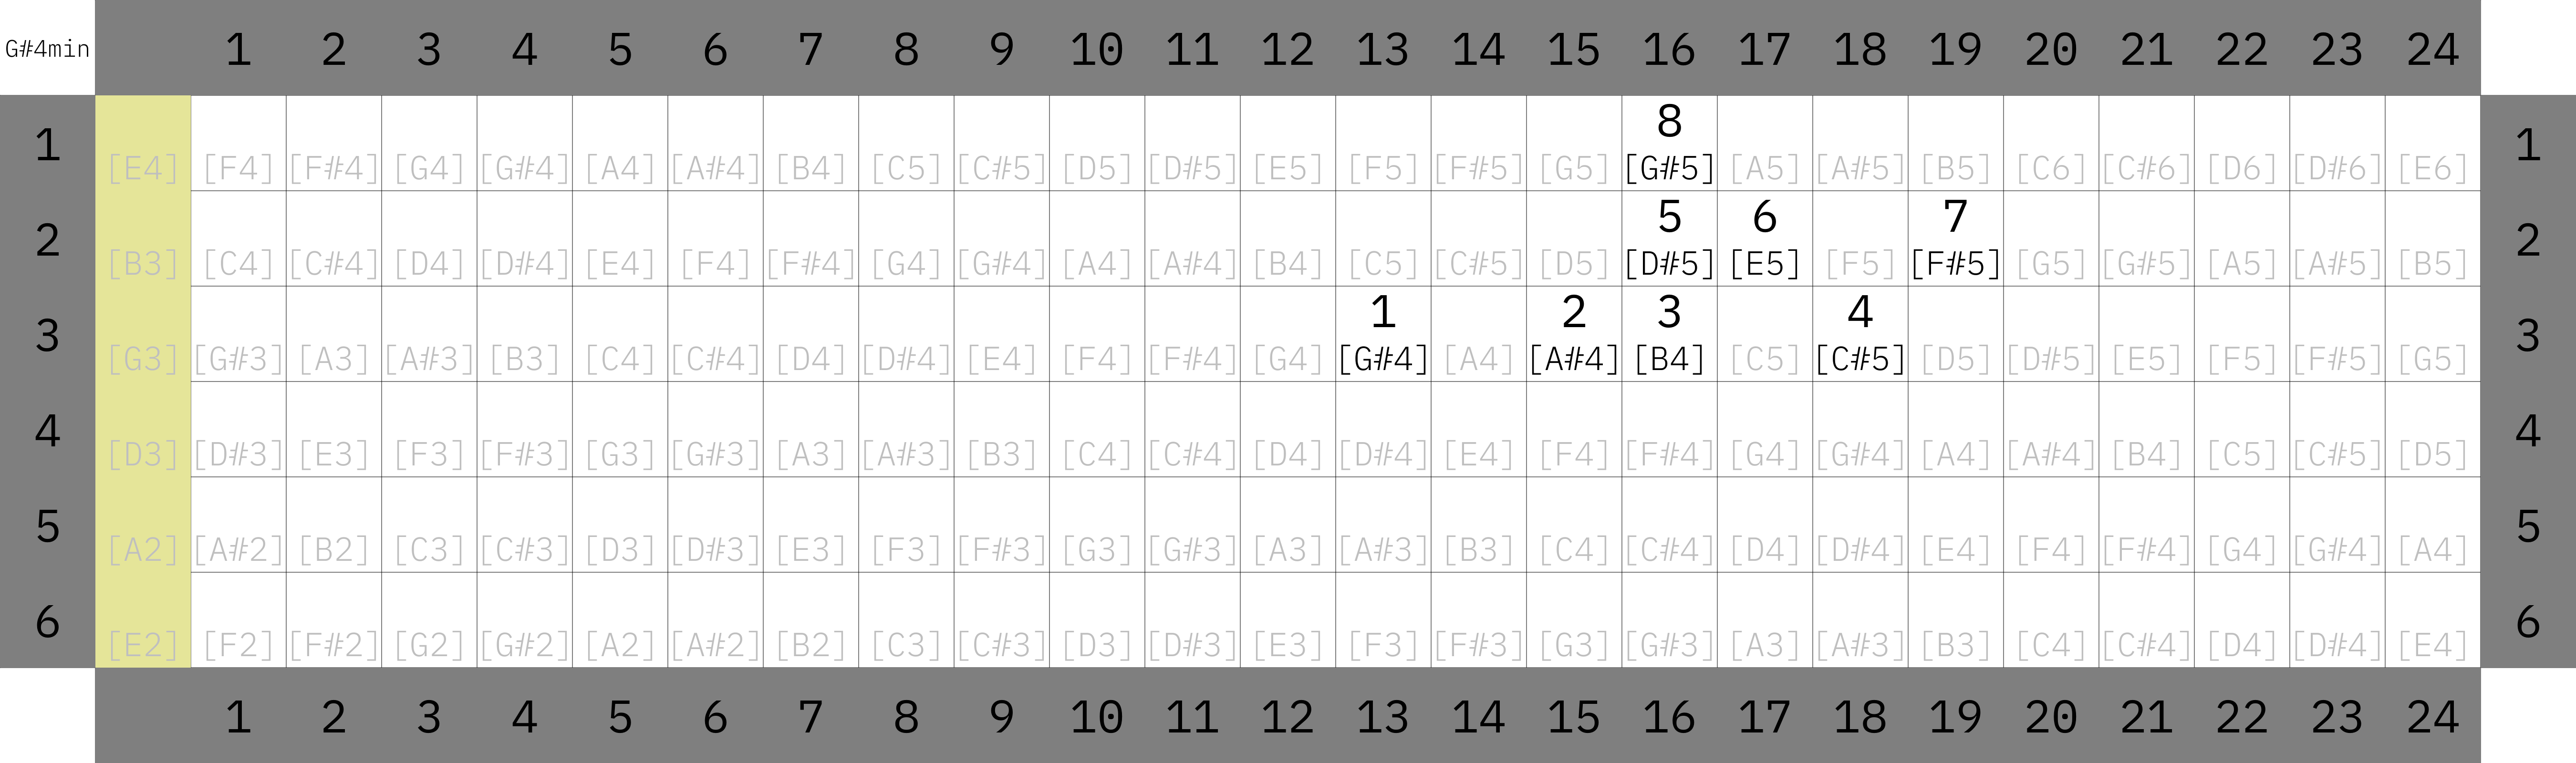 G#4min 1 2 3 4 5 6 7 8 9 10 11 12 13 14 15 16 17 18 19 20 21 22 23 24
8
1 [E4] [F4] [F#4] [G4] [G#4] [A4] [A#4] [B4] [C5] [C#5] [D5] [D#5] [E5] [F5] [F#5] [G5] [G#5] [A5] [A#5] [B5] [C6] [C#6] [D6] [D#6] [E6] 1
5 6 7
2 [B3] [C4] [C#4] [D4] [D#4] [E4] [F4] [F#4] [G4] [G#4] [A4] [A#4] [B4] [C5] [C#5] [D5] [D#5] [E5] [F5] [F#5] [G5] [G#5] [A5] [A#5] [B5] 2
1 2 3 4
3 [G3] [G#3] [A3] [A#3] [B3] [C4] [C#4] [D4] [D#4] [E4] [F4] [F#4] [G4] [G#4] [A4] [A#4] [B4] [C5] [C#5] [D5] [D#5] [E5] [F5] [F#5] [G5] 3
4 [D3] [D#3] [E3] [F3] [F#3] [G3] [G#3] [A3] [A#3] [B3] [C4] [C#4] [D4] [D#4] [E4] [F4] [F#4] [G4] [G#4] [A4] [A#4] [B4] [C5] [C#5] [D5] 4
5 [A2] [A#2] [B2] [C3] [C#3] [D3] [D#3] [E3] [F3] [F#3] [G3] [G#3] [A3] [A#3] [B3] [C4] [C#4] [D4] [D#4] [E4] [F4] [F#4] [G4] [G#4] [A4] 5
6 [E2] [F2] [F#2] [G2] [G#2] [A2] [A#2] [B2] [C3] [C#3] [D3] [D#3] [E3] [F3] [F#3] [G3] [G#3] [A3] [A#3] [B3] [C4] [C#4] [D4] [D#4] [E4] 6
1 2 3 4 5 6 7 8 9 10 11 12 13 14 15 16 17 18 19 20 21 22 23 24